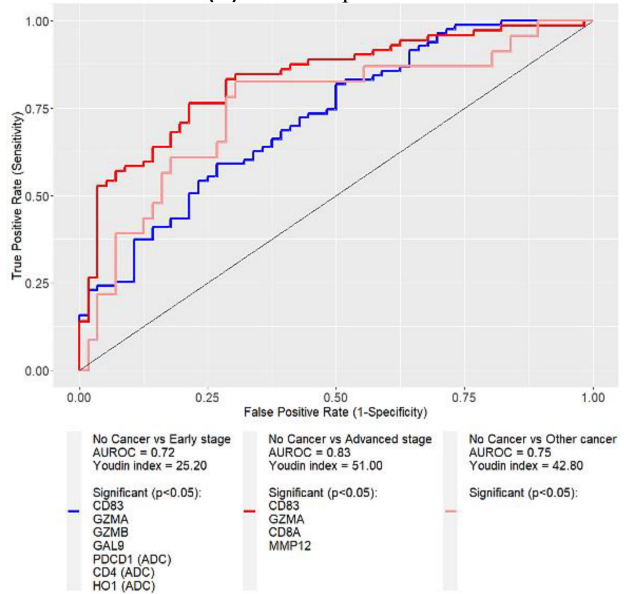 1.00
0.75
0.50
0.25
0.00
True Positive Rate (Sensitivity)
0.00 0.25 0.50 0.75 1.00
False Positive Rate (1-Specificity)
No Cancer vs Early stage
AUROC = 0.72
Youdin index = 25.20
Significant (p<0.05):
CD83
GZMA
GZMB
GAL9
PDCD1 (ADC)
CD4 (ADC)
HO1 (ADC)
No Cancer vs Advanced stage
AUROC = 0.83
Youdin index = 51.00
Significant (p<0.05):
CD83
GZMA
CD8A
MMP12
No Cancer vs Other cancer
AUROC = 0.75
Youdin index = 42.80
Significant (p<0.05):